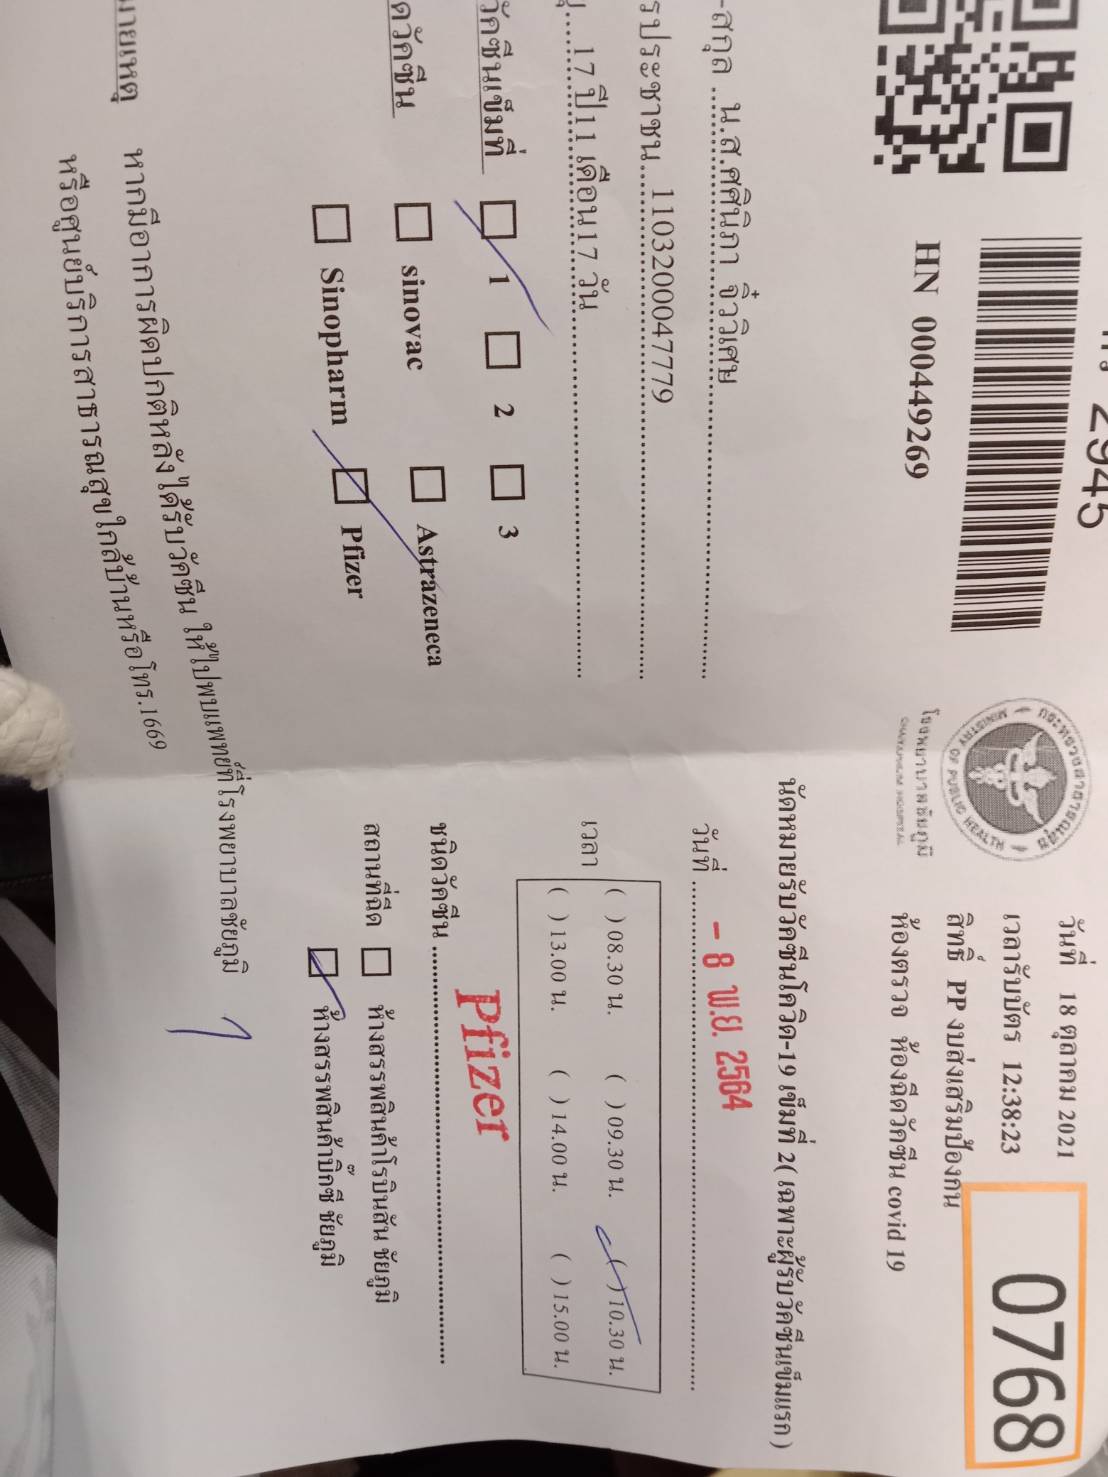 2945
0768
HN 000449269
กระทรวงสาธารณสุข
MINISTRY OF PUBLIC HEALTH
โรงพยาบาลชัยภูมิ
CHAIYAPHUM HOSPITAL
วันที่ 18 ตุลาคม 2021
เวลารับบัตร 12:38:23
สิทธิ์ PP งบส่งเสริมป้องกัน
ห้องตรวจ ห้องฉีดวัคซีน covid 19
-สกุล น.ส.ศศินิภา จิ๋ววิเศษ
รประชาชน 1103200047779
ุ 17 ปี11 เดือน17 วัน
วัคซีนเข็มที่ 1 2 3
ดวัคซีน sinovac Astrazeneca
Sinopharm Pfizer
นัดหมายรับวัคซีนโควิด-19 เข็มที่ 2( เฉพาะผู้รับวัคซีนเข็มแรก )
วันที่ - 8 พ.ย. 2564
เวลา
( ) 08.30 น. ( ) 09.30 น. ( ) 10.30 น.
( ) 13.00 น. ( ) 14.00 น. ( ) 15.00 น.
ชนิดวัคซีน Pfizer
สถานที่ฉีด ห้างสรรพสินค้าโรบินสัน ชัยภูมิ
ห้างสรรพสินค้าบิ๊กซี ชัยภูมิ
1
มายเหตุ หากมีอาการผิดปกติหลังได้รับวัคซีน ให้ไปพบแพทย์ที่โรงพยาบาลชัยภูมิ
หรือศูนย์บริการสาธารณสุขใกล้บ้านหรือโทร.1669